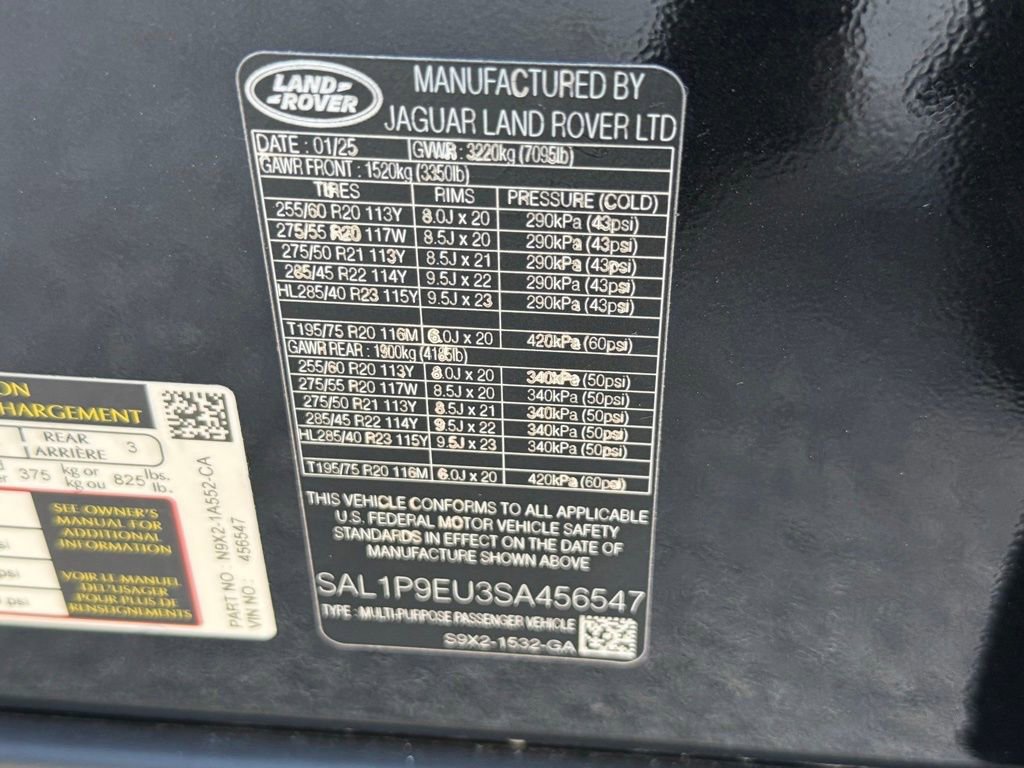 LAND ROVER
MANUFACTURED BY
JAGUAR LAND ROVER LTD
DATE : 01/25 GVWR : 3220kg (7095lb)
GAWR FRONT : 1520kg (3350lb)
TIRES RIMS PRESSURE (COLD)
255/60 R20 113Y 8.0J x 20 290kPa (43psi)
275/55 R20 117W 8.5J x 20 290kPa (43psi)
275/50 R21 113Y 8.5J x 21 290kPa (43psi)
285/45 R22 114Y 9.5J x 22 290kPa (43psi)
HL285/40 R23 115Y 9.5J x 23 290kPa (43psi)
T195/75 R20 116M 6.0J x 20 420kPa (60psi)
GAWR REAR : 1900kg (4185lb)
255/60 R20 113Y 8.0J x 20 340kPa (50psi)
275/55 R20 117W 8.5J x 20 340kPa (50psi)
275/50 R21 113Y 8.5J x 21 340kPa (50psi)
285/45 R22 114Y 9.5J x 22 340kPa (50psi)
HL285/40 R23 115Y 9.5J x 23 340kPa (50psi)
T195/75 R20 116M 6.0J x 20 420kPa (60psi)
THIS VEHICLE CONFORMS TO ALL APPLICABLE
U.S. FEDERAL MOTOR VEHICLE SAFETY
STANDARDS IN EFFECT ON THE DATE OF
MANUFACTURE SHOWN ABOVE
SAL1P9EU3SA456547
TYPE : MULTI-PURPOSE PASSENGER VEHICLE
S9X2-1532-GA
ON
HARGEMENT
REAR
ARRIÈRE 3
375 kg or 825 lbs.
kg ou lb.
SEE OWNER'S
MANUAL FOR
ADDITIONAL
INFORMATION
VOIR LE MANUEL
DEL'USAGER
POUR PLUS DE
RENSEIGNEMENTS
psi
PART NO : N9X2-1A552-CA
VIN NO : 456547